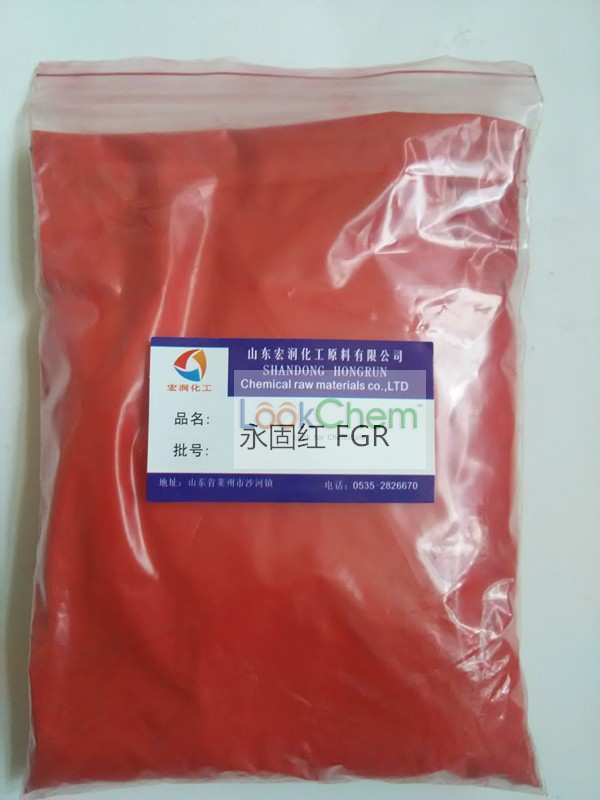 山东宏润化工原料有限公司
SHANDONG HONGRUN
Chemical raw materials co.,LTD
宏润化工
品名:
LookChem™
永固红 FGR
批号:
地址: 山东省莱州市沙河镇
电话: 0535-2826670